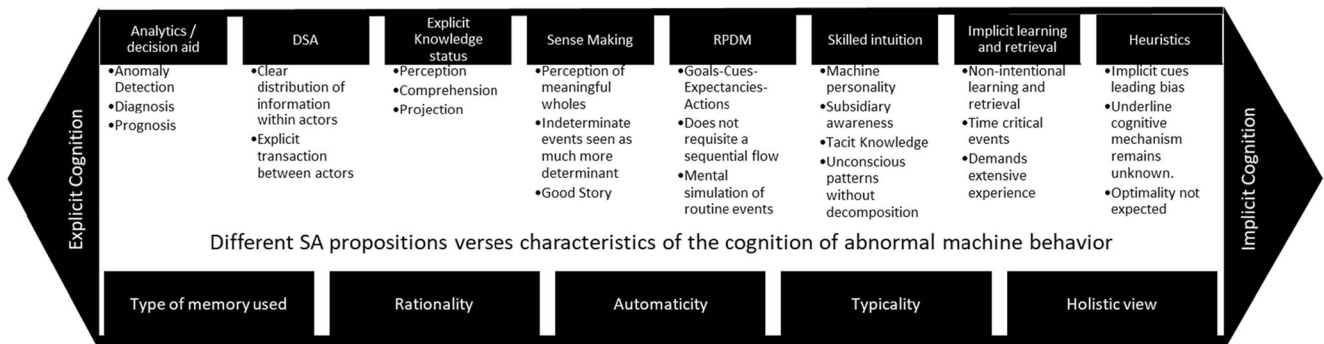 Explicit Cognition
Analytics /
decision aid
•Anomaly
Detection
•Diagnosis
•Prognosis
DSA
•Clear
distribution of
information
within actors
•Explicit
transaction
between actors
Explicit
Knowledge
status
•Perception
•Comprehension
•Projection
Sense Making
•Perception of
meaningful
wholes
•Indeterminate
events seen as
much more
determinant
•Good Story
RPDM
•Goals-Cues-
Expectancies-
Actions
•Does not
requisite a
sequential flow
•Mental
simulation of
routine events
Skilled intuition
•Machine
personality
•Subsidiary
awareness
•Tacit Knowledge
•Unconscious
patterns
without
decomposition
Implicit learning
and retrieval
•Non-intentional
learning and
retrieval
•Time critical
events
•Demands
extensive
experience
Heuristics
•Implicit cues
leading bias
•Underline
cognitive
mechanism
remains
unknown.
•Optimality not
expected
Implicit Cognition
Different SA propositions verses characteristics of the cognition of abnormal machine behavior
Type of memory used
Rationality
Automaticity
Typicality
Holistic view